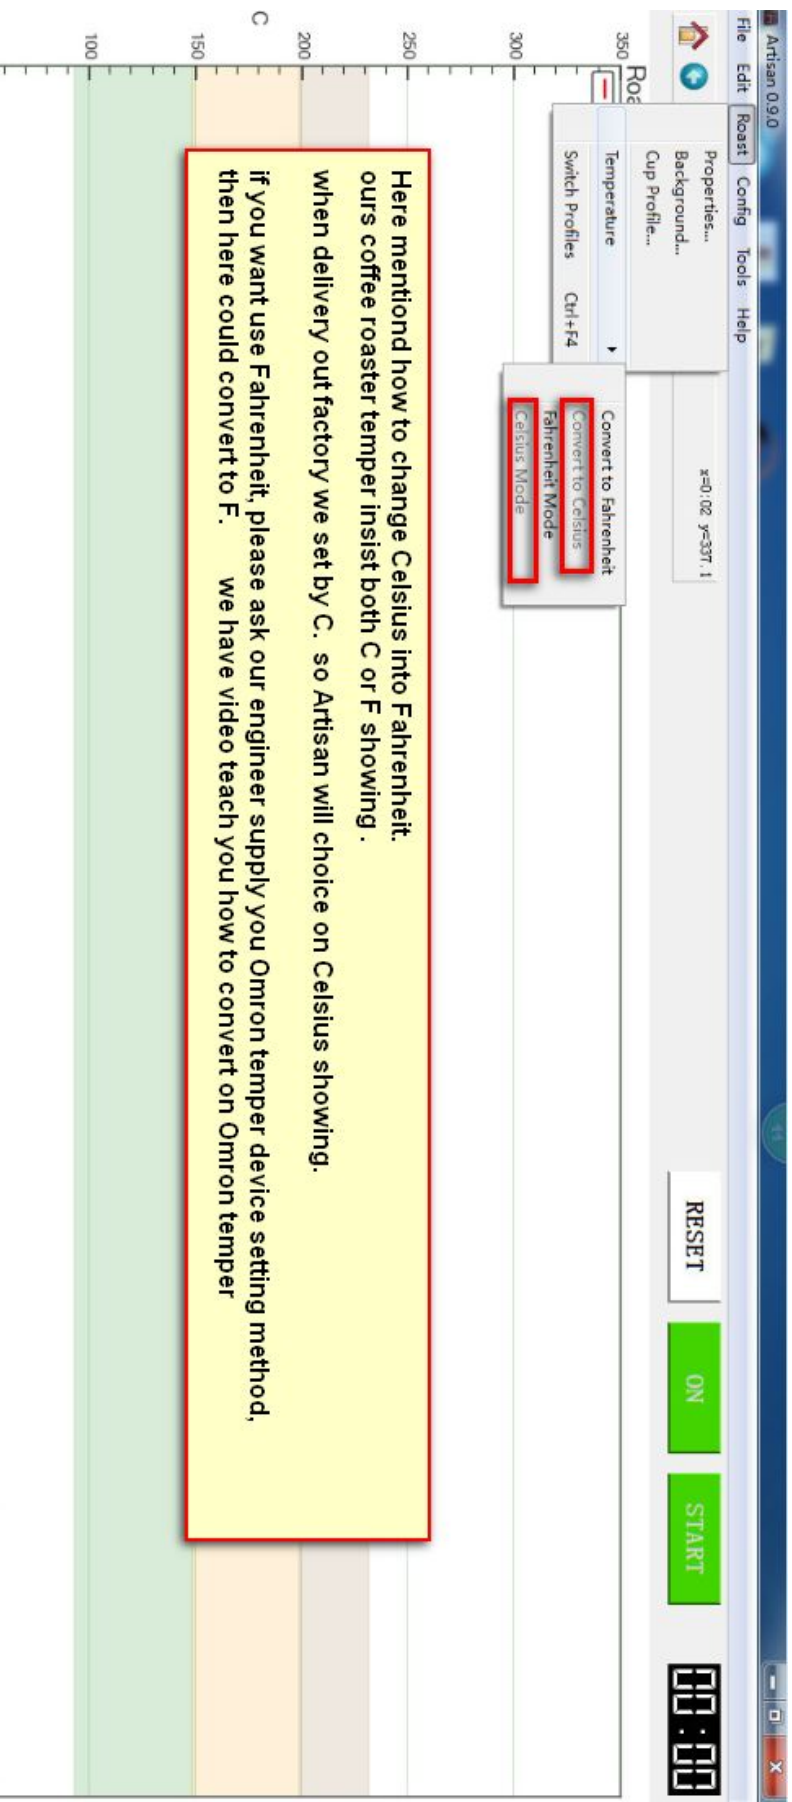 Artisan 0.9.0
File Edit Roast Config Tools Help
Properties...
Background...
Cup Profile...
Temperature
Switch Profiles Ctrl+F4
Convert to Fahrenheit
Convert to Celsius
Fahrenheit Mode
Celsius Mode
x=0:02 y=337.1
RESET
ON
START
00:00
44
Roa
350
300
250
200
150
100
C
Here mentiond how to change Celsius into Fahrenheit.
ours coffee roaster temper insist both C or F showing .
when delivery out factory we set by C. so Artisan will choice on Celsius showing.
if you want use Fahrenheit, please ask our engineer supply you Omron temper device setting method,
then here could convert to F. we have video teach you how to convert on Omron temper